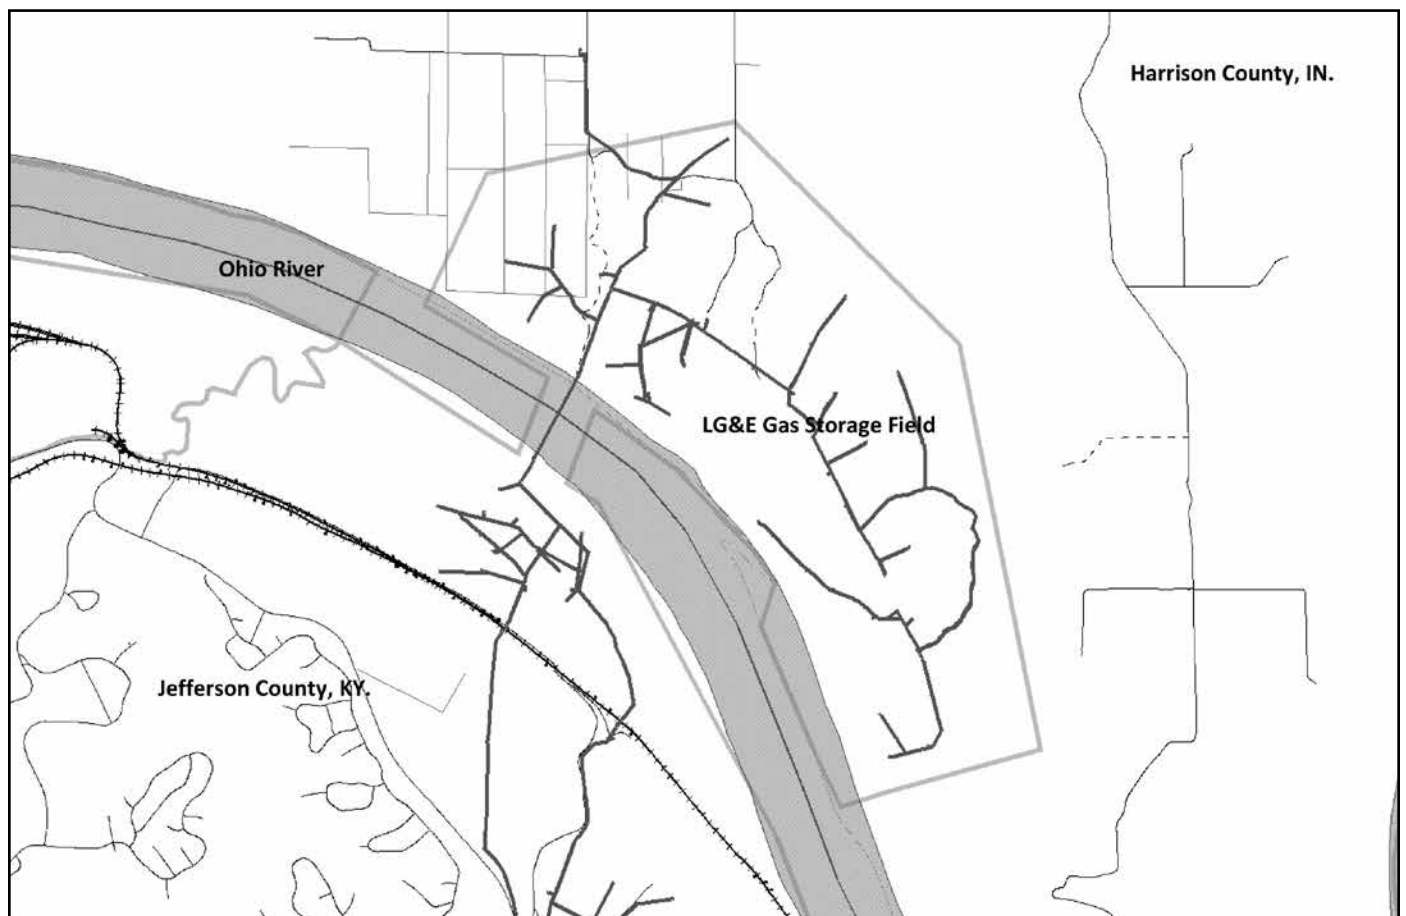 Harrison County, IN.
Ohio River
LG&E Gas Storage Field
Jefferson County, KY.